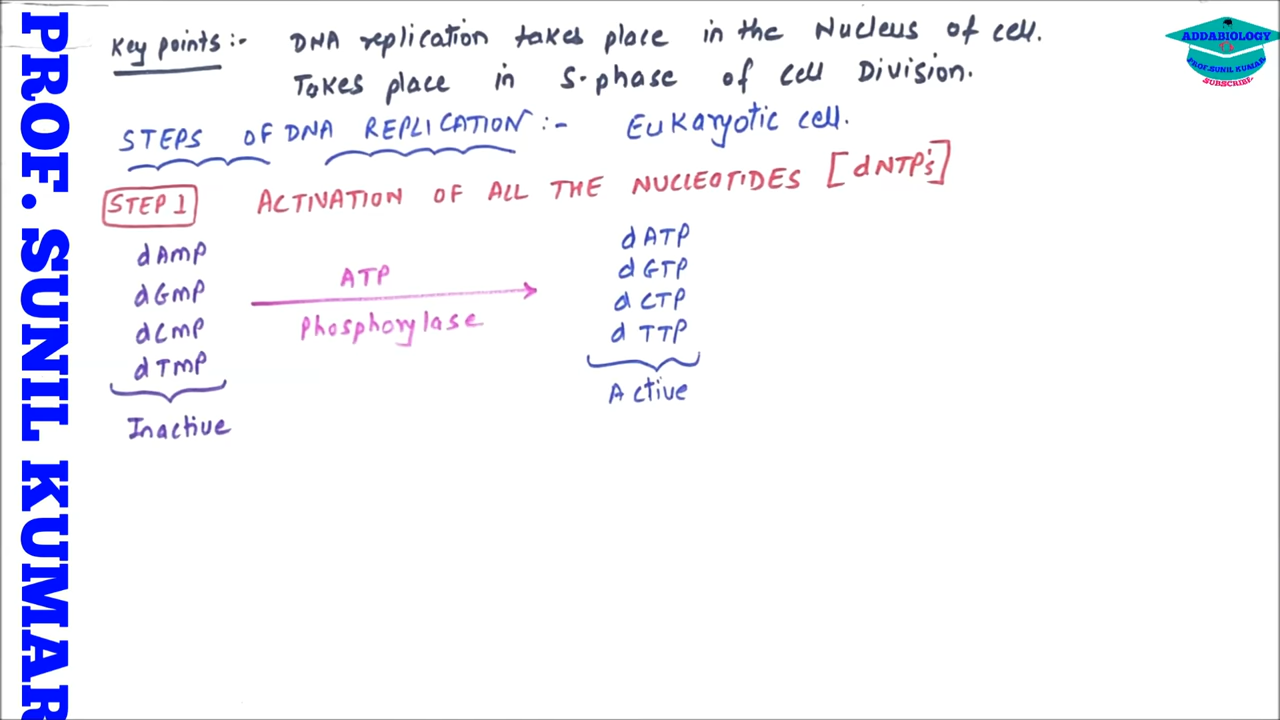 PROF. SUNIL KUMAR
Key points:- DNA replication takes place in the Nucleus of cell.
Takes place in S-phase of cell Division.
STEPS OF DNA REPLICATION:- Eukaryotic cell.
STEP 1 ACTIVATION OF ALL THE NUCLEOTIDES [dNTP's]
dAMP
dGMP
dCMP
dTMP
Inactive
ATP
Phosphorylase
dATP
dGTP
dCTP
dTTP
Active
ADDABIOLOGY
PROF.SUNIL KUMAR
SUBSCRIBE